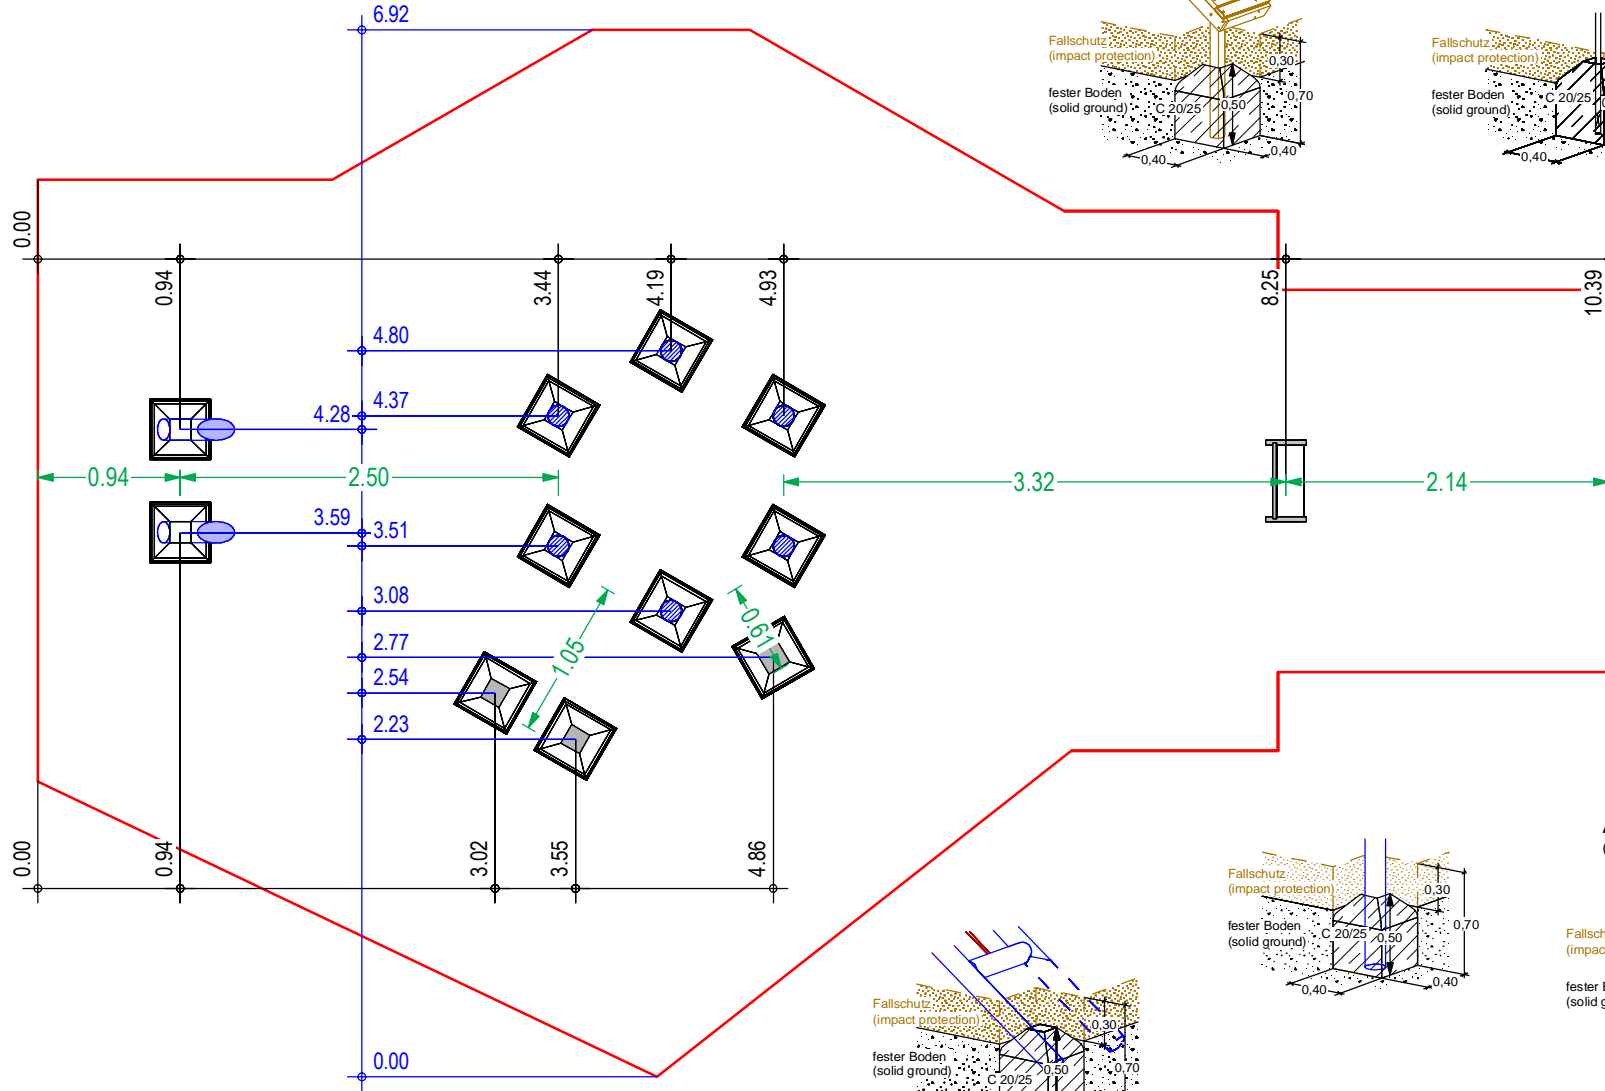 6.92
Fallschutz
(impact protection)
fester Boden
(solid ground)
C 20/25
0,50
0,30
0,70
0,40
0,40
Fallschutz
(impact protection)
fester Boden
(solid ground)
C 20/25
0,40
0.00
0.94
3.44
4.19
4.93
8.25
10.39
4.80
4.37
4.28
0.94
2.50
3.32
2.14
3.59
3.51
3.08
2.77
2.54
2.23
1.05
0.61
0.00
0.94
3.02
3.55
4.86
0.00
Fallschutz
(impact protection)
fester Boden
(solid ground)
C 20/25
0,50
0,30
0,70
0,40
0,40
Fallschutz
(impact protection)
fester Boden
(solid ground)
C 20/25
0,50
0,30
0,70
Fallsch
(impac
fester B
(solid g